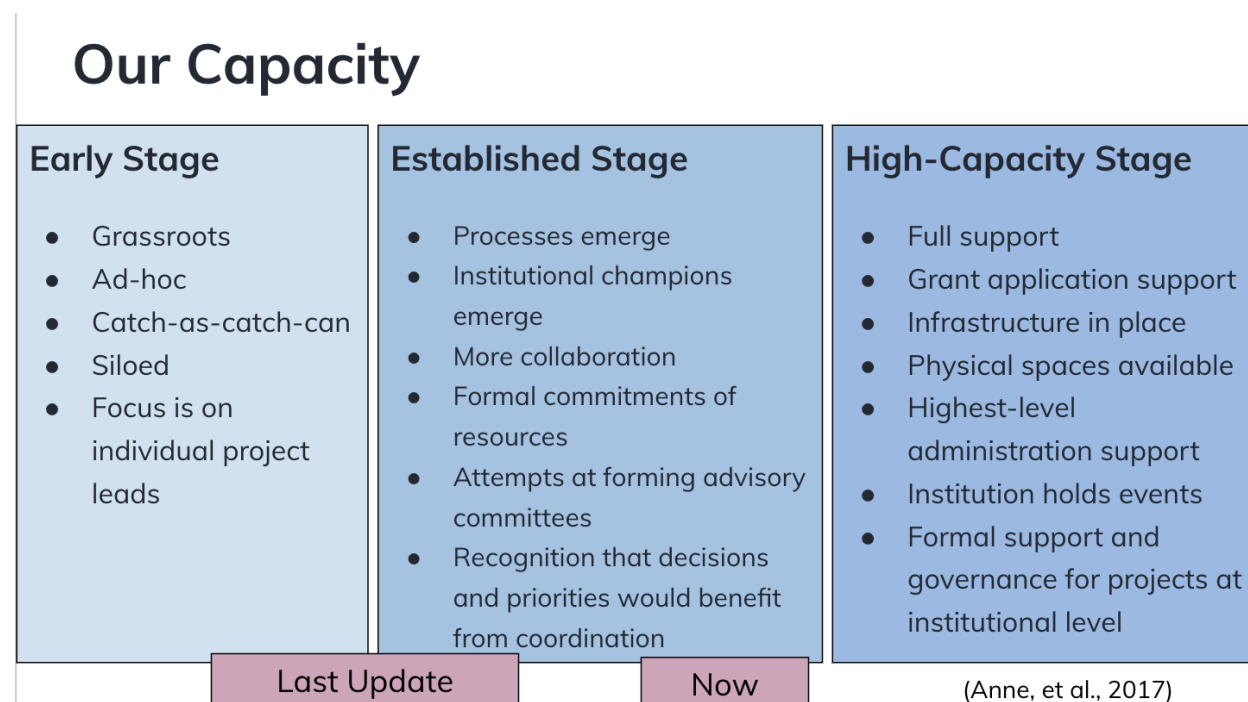 Our Capacity
Early Stage
● Grassroots
● Ad-hoc
● Catch-as-catch-can
● Siloed
● Focus is on
individual project
leads
Established Stage
● Processes emerge
● Institutional champions
emerge
● More collaboration
● Formal commitments of
resources
● Attempts at forming advisory
committees
● Recognition that decisions
and priorities would benefit
from coordination
High-Capacity Stage
● Full support
● Grant application support
● Infrastructure in place
● Physical spaces available
● Highest-level
administration support
● Institution holds events
● Formal support and
governance for projects at
institutional level
Last Update
Now
(Anne, et al., 2017)